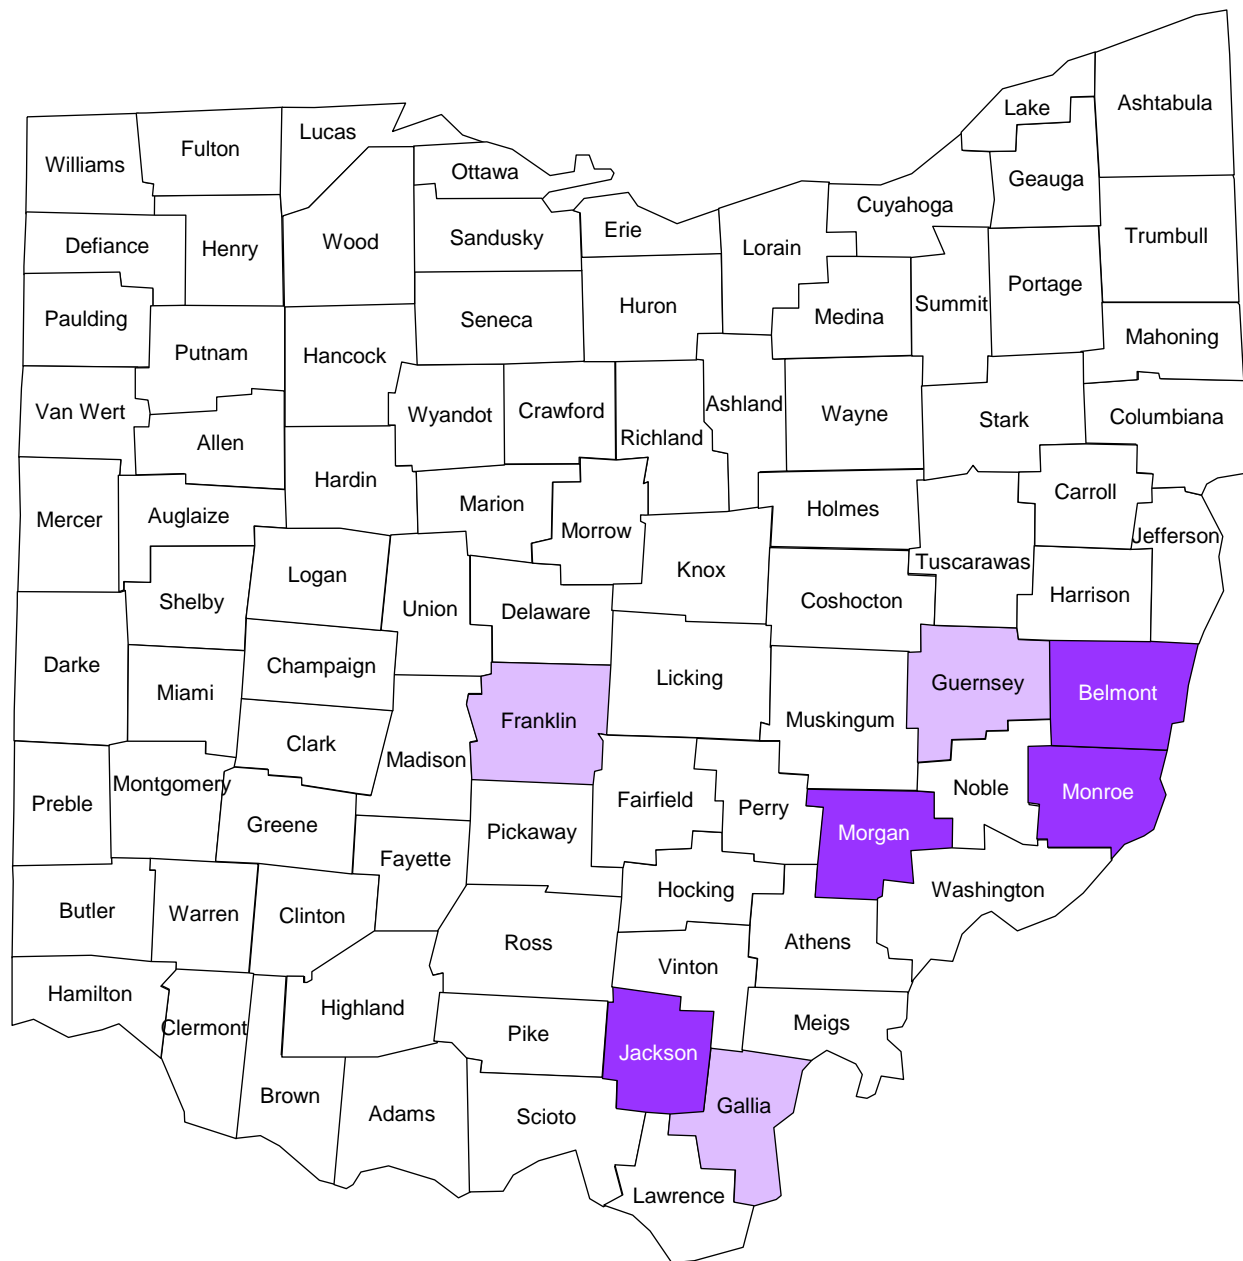 Lake
Ashtabula
Lucas
Fulton
Williams
Ottawa
Geauga
Cuyahoga
Erie
Sandusky
Wood
Henry
Defiance
Lorain
Trumbull
Portage
Summit
Huron
Medina
Seneca
Paulding
Mahoning
Putnam
Hancock
Van Wert
Ashland
Crawford
Wyandot
Wayne
Stark
Columbiana
Richland
Allen
Hardin
Carroll
Marion
Holmes
Auglaize
Mercer
Morrow
Jefferson
Tuscarawas
Knox
Logan
Harrison
Shelby
Coshocton
Union
Delaware
Darke
Champaign
Licking
Guernsey
Belmont
Miami
Muskingum
Franklin
Clark
Madison
Montgomery
Noble
Monroe
Preble
Fairfield
Perry
Greene
Pickaway
Morgan
Fayette
Hocking
Washington
Butler
Warren
Clinton
Ross
Athens
Vinton
Hamilton
Highland
Meigs
Clermont
Pike
Jackson
Brown
Gallia
Adams
Scioto
Lawrence